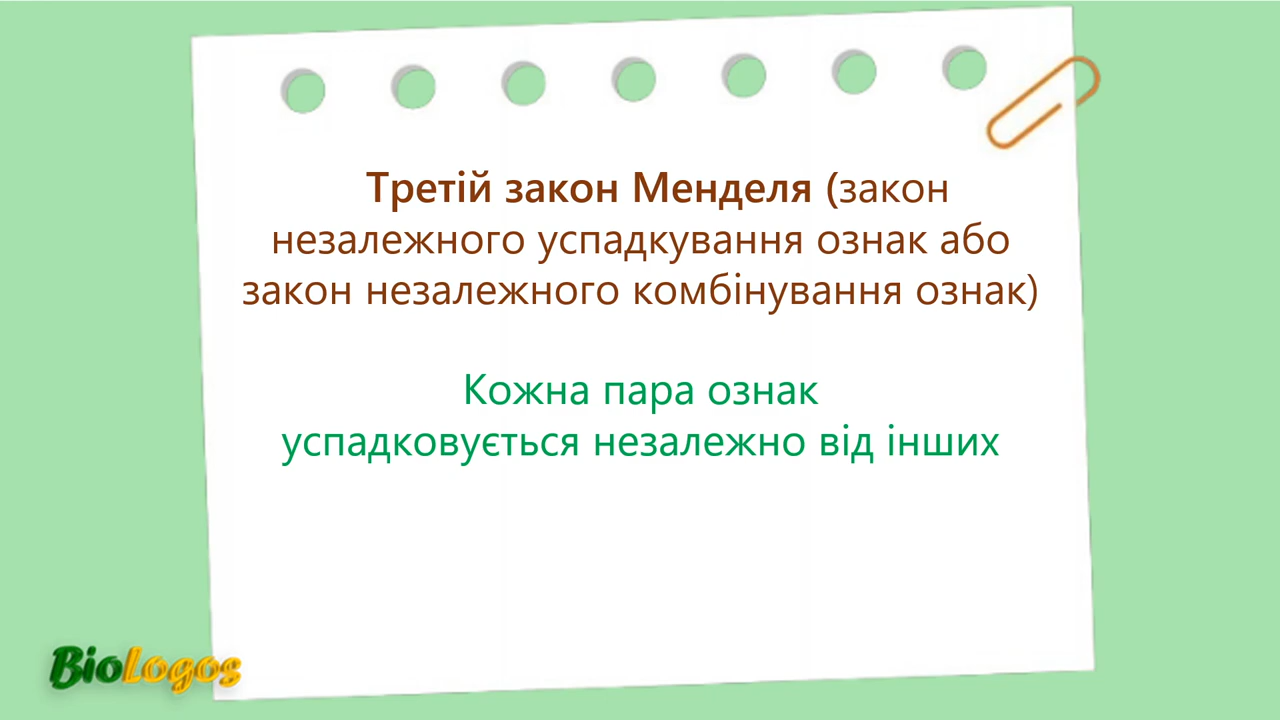 Третій закон Менделя (закон
незалежного успадкування ознак або
закон незалежного комбінування ознак)
Кожна пара ознак
успадковується незалежно від інших
BioLogos